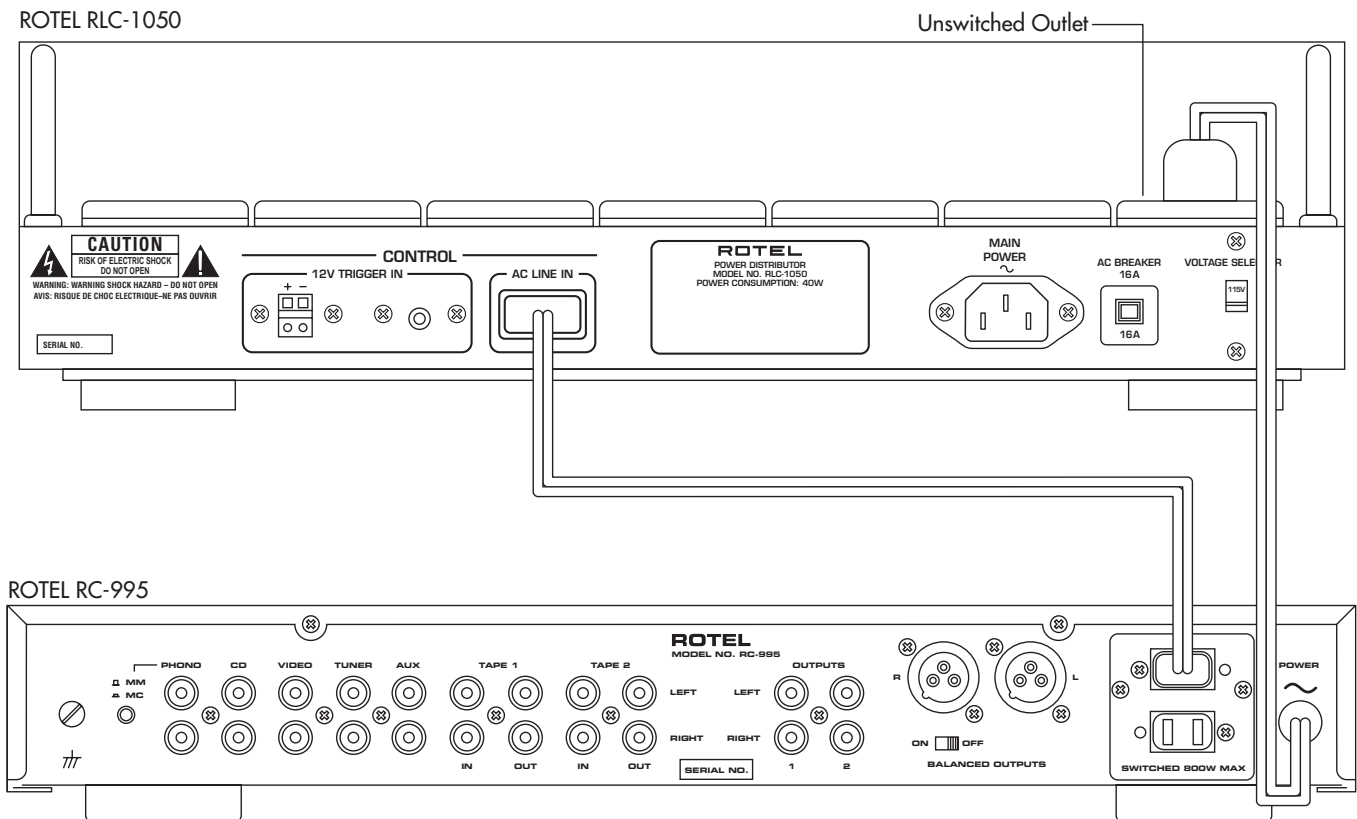 ROTEL RLC-1050
Unswitched Outlet
CAUTION
RISK OF ELECTRIC SHOCK
DO NOT OPEN
WARNING: WARNING SHOCK HAZARD – DO NOT OPEN
AVIS: RISQUE DE CHOC ELECTRIQUE–NE PAS OUVRIR
SERIAL NO.
CONTROL
12V TRIGGER IN
+ –
AC LINE IN
ROTEL
POWER DISTRIBUTOR
MODEL NO. RLC-1050
POWER CONSUMPTION: 40W
MAIN
POWER
~
AC BREAKER
16A
16A
VOLTAGE SELECTOR
115V
ROTEL RC-995
ROTEL
MODEL NO. RC-995
PHONO CD VIDEO TUNER AUX TAPE 1 TAPE 2 OUTPUTS
MM
MC
LEFT LEFT
RIGHT RIGHT
IN OUT IN OUT 1 2
SERIAL NO.
R L
ON OFF
BALANCED OUTPUTS
SWITCHED 800W MAX
POWER
~